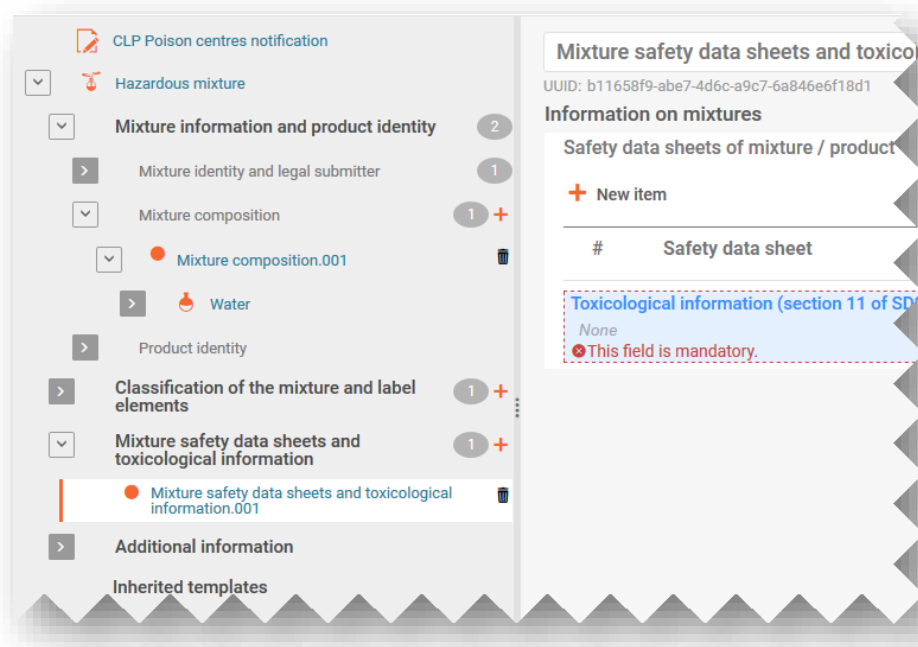 CLP Poison centres notification
Hazardous mixture
Mixture information and product identity 2
Mixture identity and legal submitter 1
Mixture composition 1 +
Mixture composition.001
Water
Product identity
Classification of the mixture and label
elements 1 +
Mixture safety data sheets and
toxicological information 1 +
Mixture safety data sheets and toxicological
information.001
Additional information
Inherited templates
Mixture safety data sheets and
UUID: b11658f9-abe7-4d6c-a9c7-6a846e6f18d1
Information on mixtures
Safety data sheets of mixture / product
+ New item
# Safety data sheet
Toxicological information (section 11 of
None
This field is mandatory.